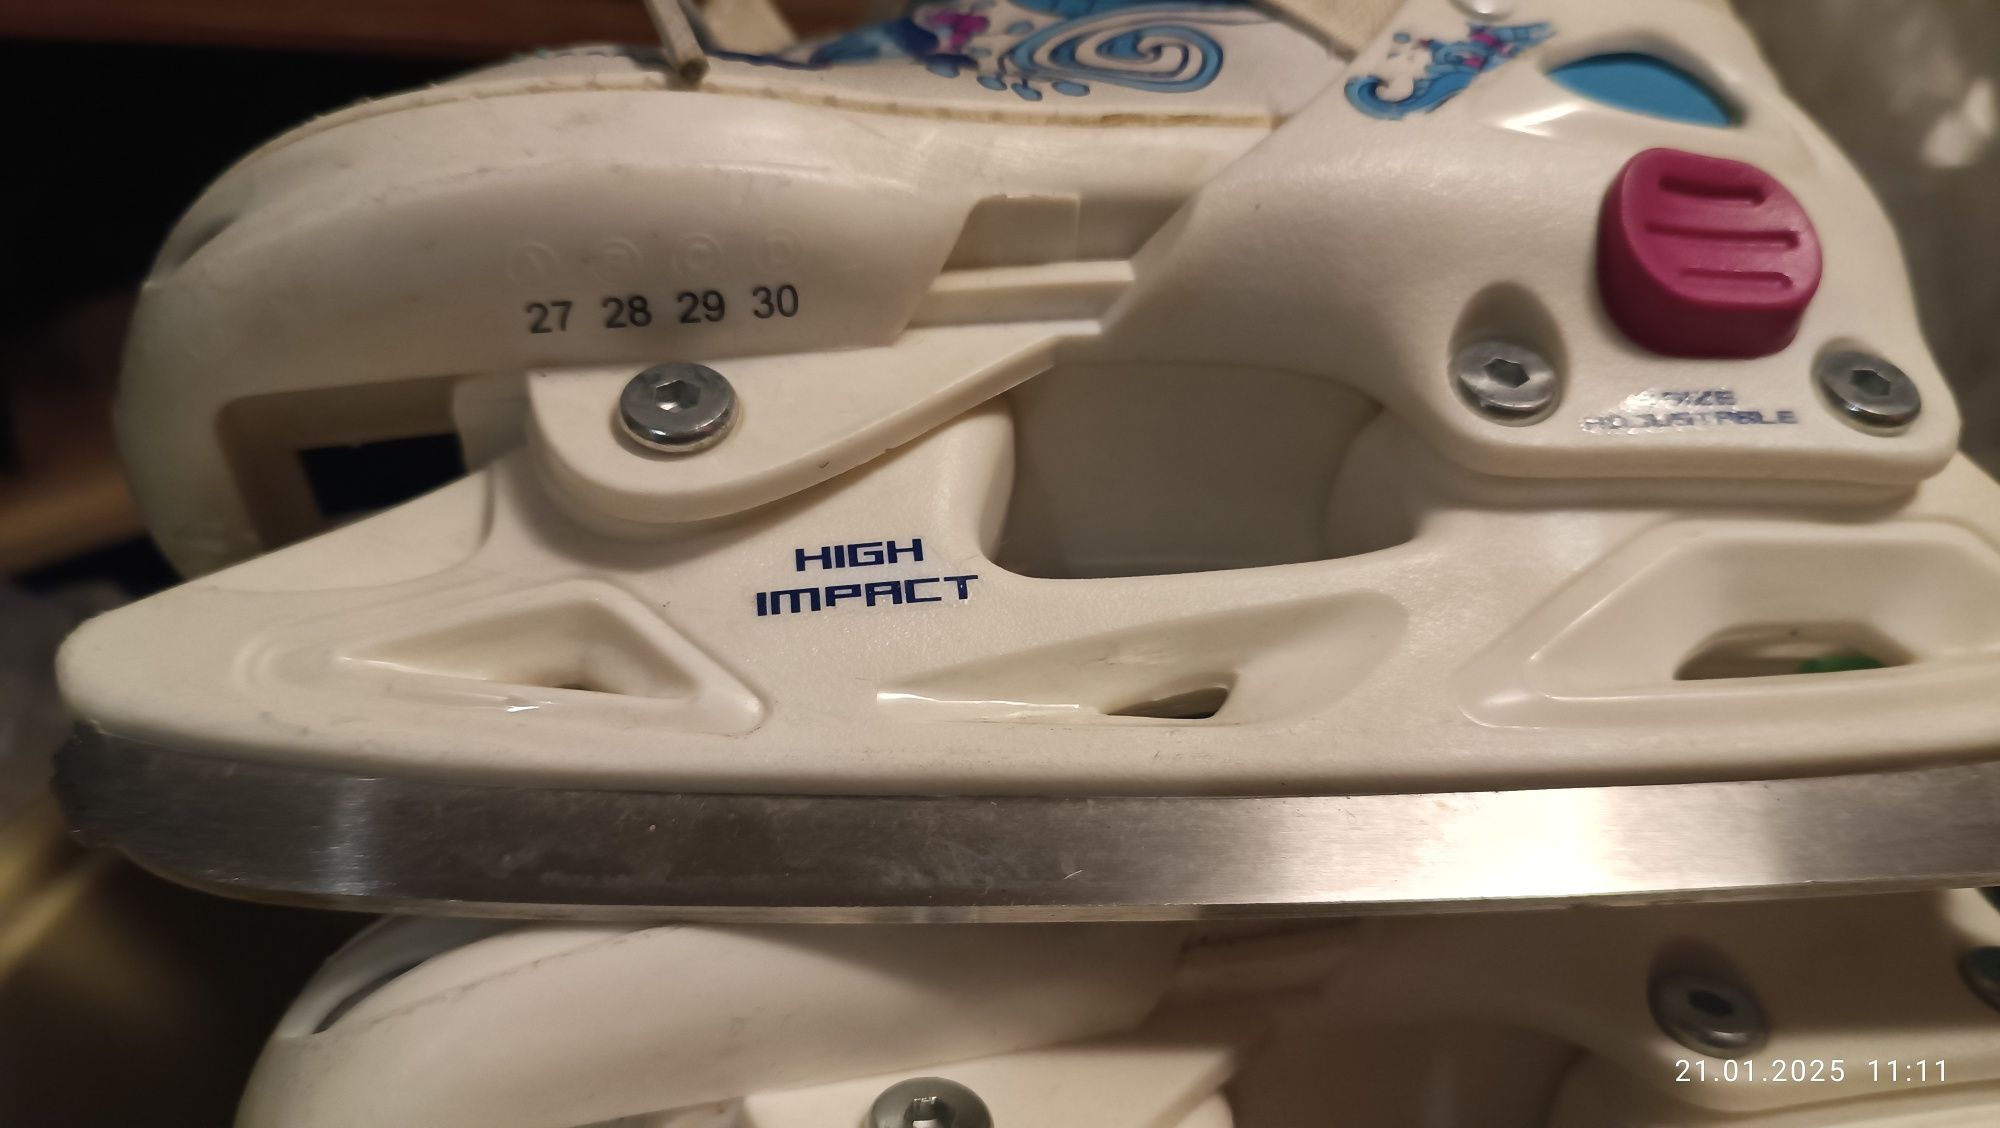 27 28 29 30
SIZE
ADJUSTABLE
HIGH
IMPACT
21.01.2025 11:11